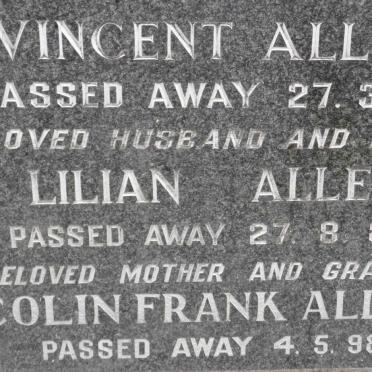 VINCENT ALL
ASSED AWAY 27. 3
OVED HUSBAND AND
LILIAN ALLE
PASSED AWAY 27. 8.
ELOVED MOTHER AND GRA
COLIN FRANK ALL
PASSED AWAY 4. 5. 98